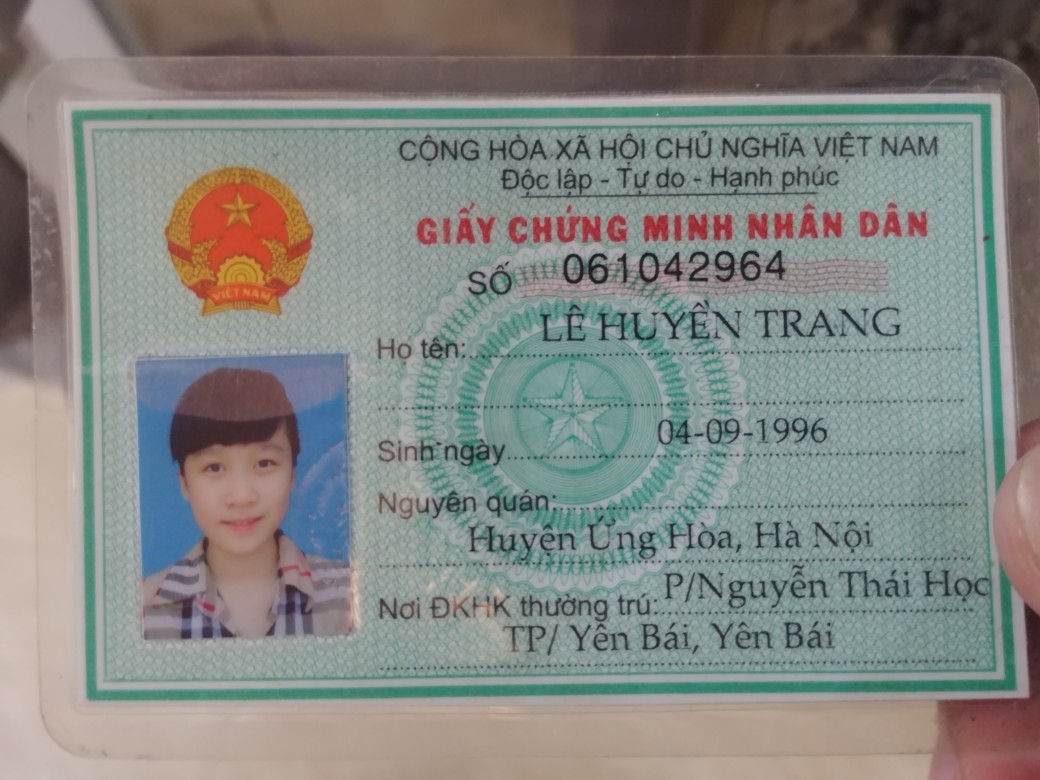 CỘNG HÒA XÃ HỘI CHỦ NGHĨA VIỆT NAM
Độc lập - Tự do - Hạnh phúc
GIẤY CHỨNG MINH NHÂN DÂN
SỐ 061042964
Họ tên: LÊ HUYỀN TRANG
Sinh ngày 04-09-1996
Nguyên quán:
Huyện Ứng Hòa, Hà Nội
Nơi ĐKHK thường trú: P/Nguyễn Thái Học
TP/ Yên Bái, Yên Bái
VIỆT NAM